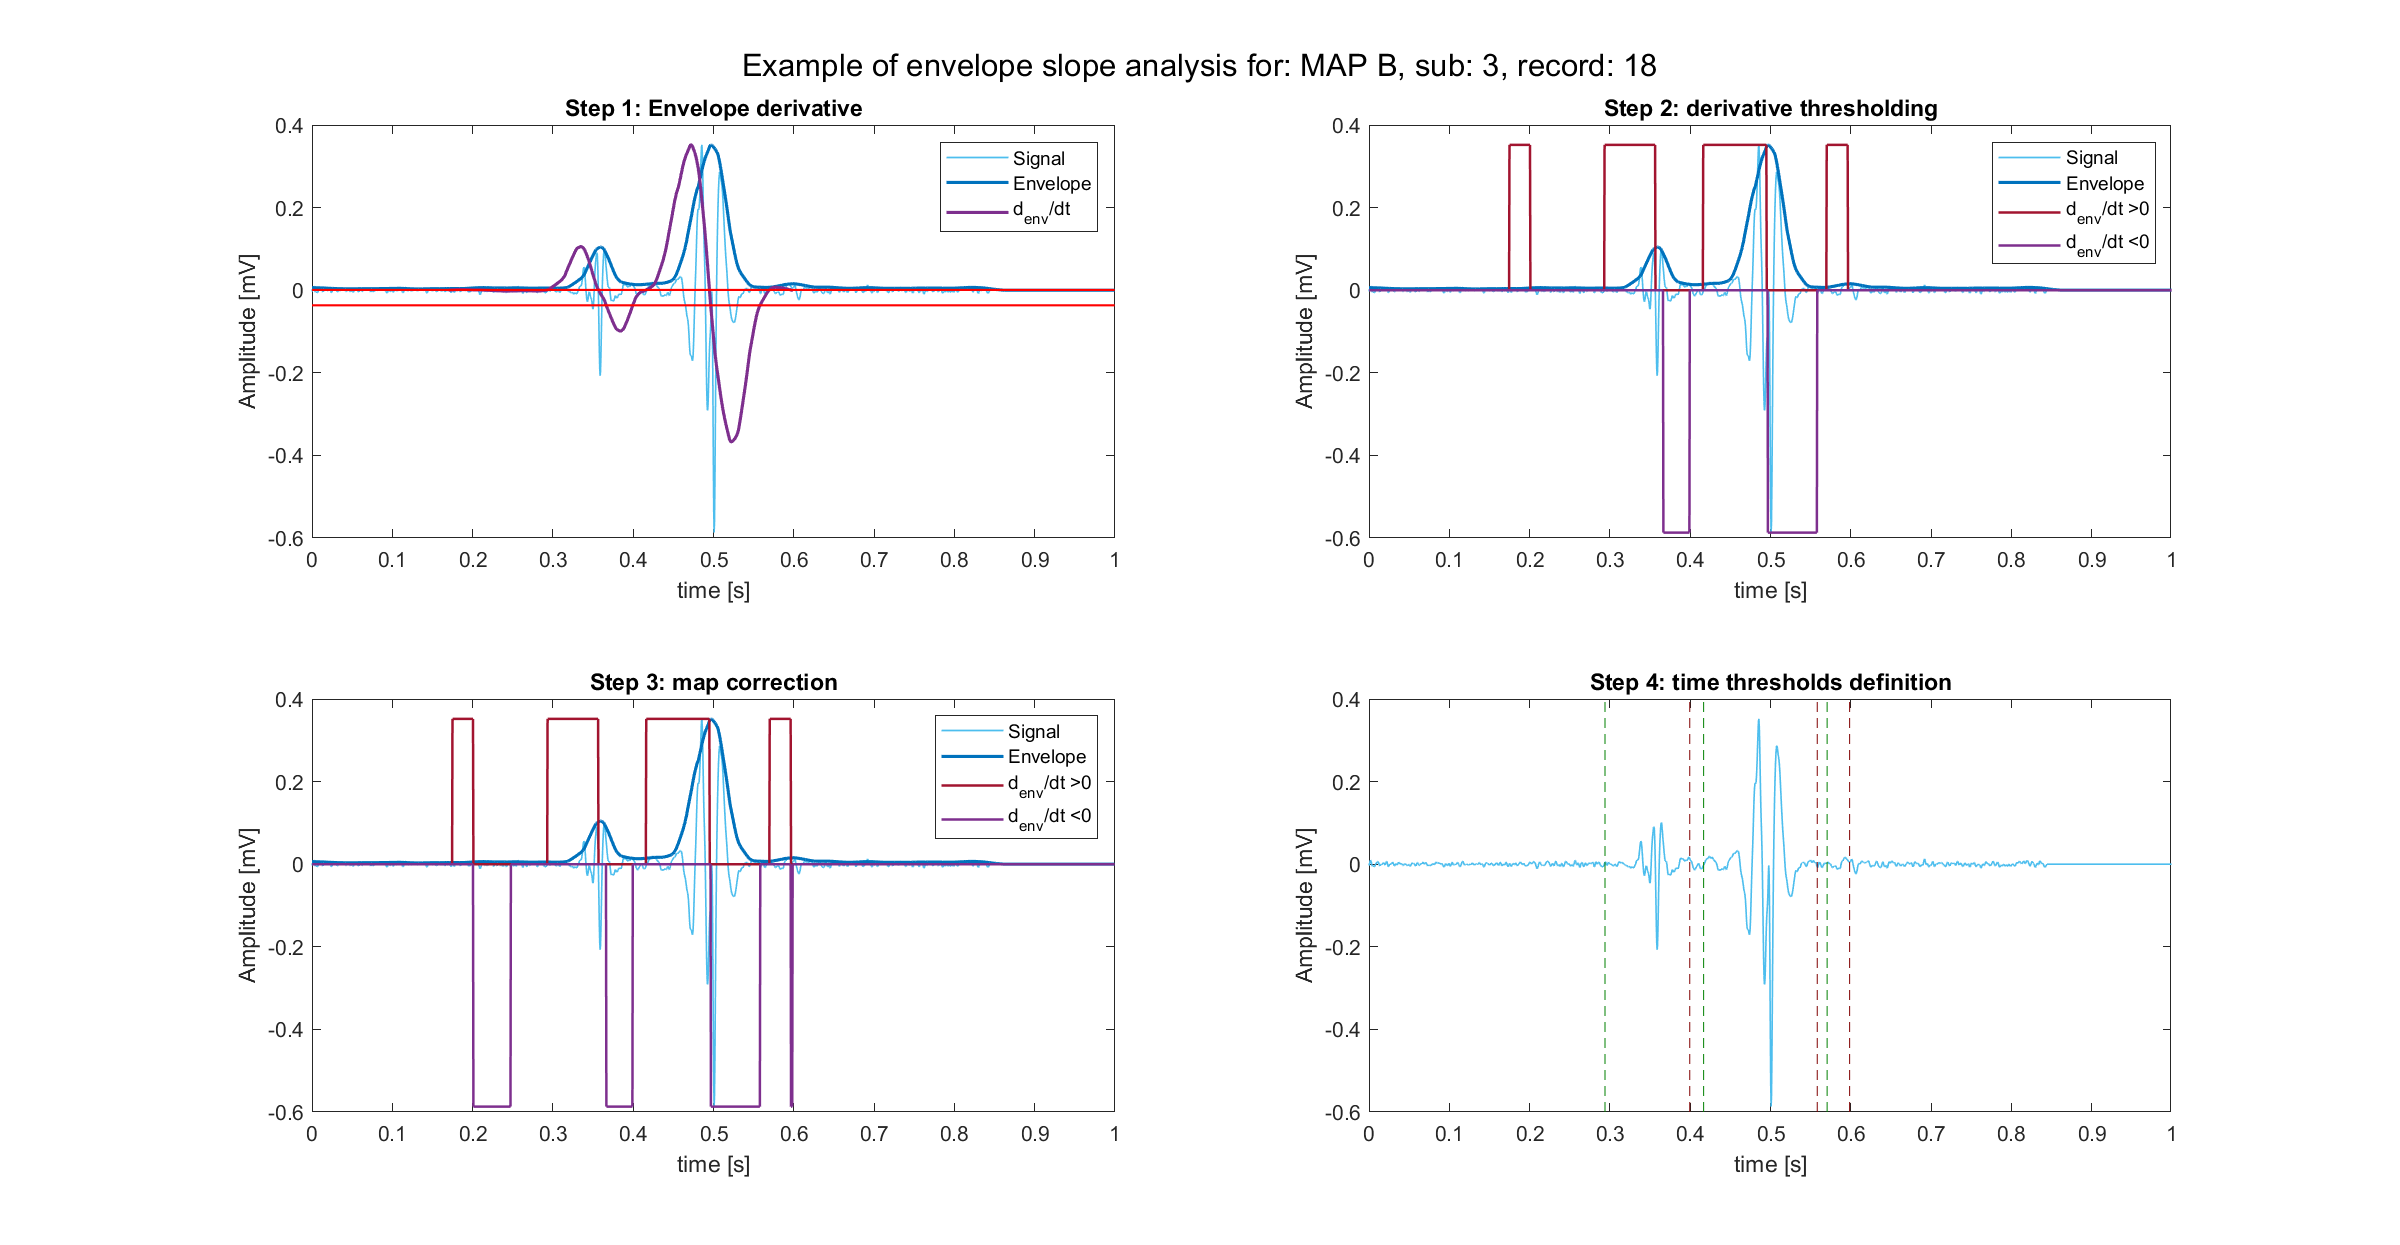 Example of envelope slope analysis for: MAP B, sub: 3, record: 18
Step 1: Envelope derivative
0.4
0.2
0
-0.2
-0.4
-0.6
Amplitude [mV]
0 0.1 0.2 0.3 0.4 0.5 0.6 0.7 0.8 0.9 1
time [s]
Signal
Envelope
d_env/dt
Step 2: derivative thresholding
0.4
0.2
0
-0.2
-0.4
-0.6
Amplitude [mV]
0 0.1 0.2 0.3 0.4 0.5 0.6 0.7 0.8 0.9 1
time [s]
Signal
Envelope
d_env/dt >0
d_env/dt <0
Step 3: map correction
0.4
0.2
0
-0.2
-0.4
-0.6
Amplitude [mV]
0 0.1 0.2 0.3 0.4 0.5 0.6 0.7 0.8 0.9 1
time [s]
Signal
Envelope
d_env/dt >0
d_env/dt <0
Step 4: time thresholds definition
0.4
0.2
0
-0.2
-0.4
-0.6
Amplitude [mV]
0 0.1 0.2 0.3 0.4 0.5 0.6 0.7 0.8 0.9 1
time [s]